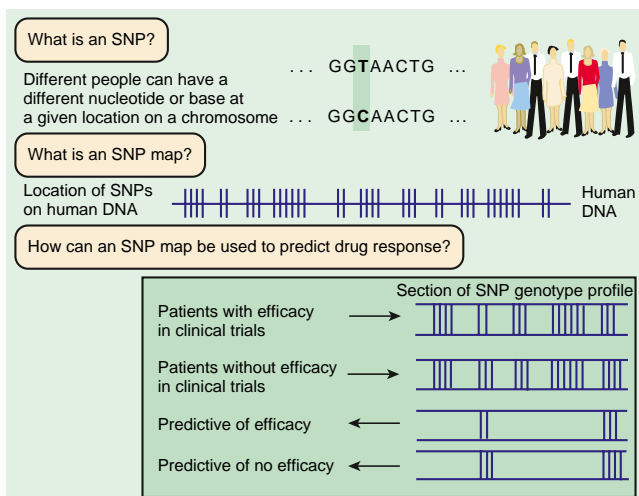 What is an SNP?
Different people can have a
different nucleotide or base at
a given location on a chromosome
. . . GGTAACTG ...
. . . GGCAACTG ...
What is an SNP map?
Location of SNPs
on human DNA
Human
DNA
How can an SNP map be used to predict drug response?
Section of SNP genotype profile
Patients with efficacy
in clinical trials
Patients without efficacy
in clinical trials
Predictive of efficacy
Predictive of no efficacy